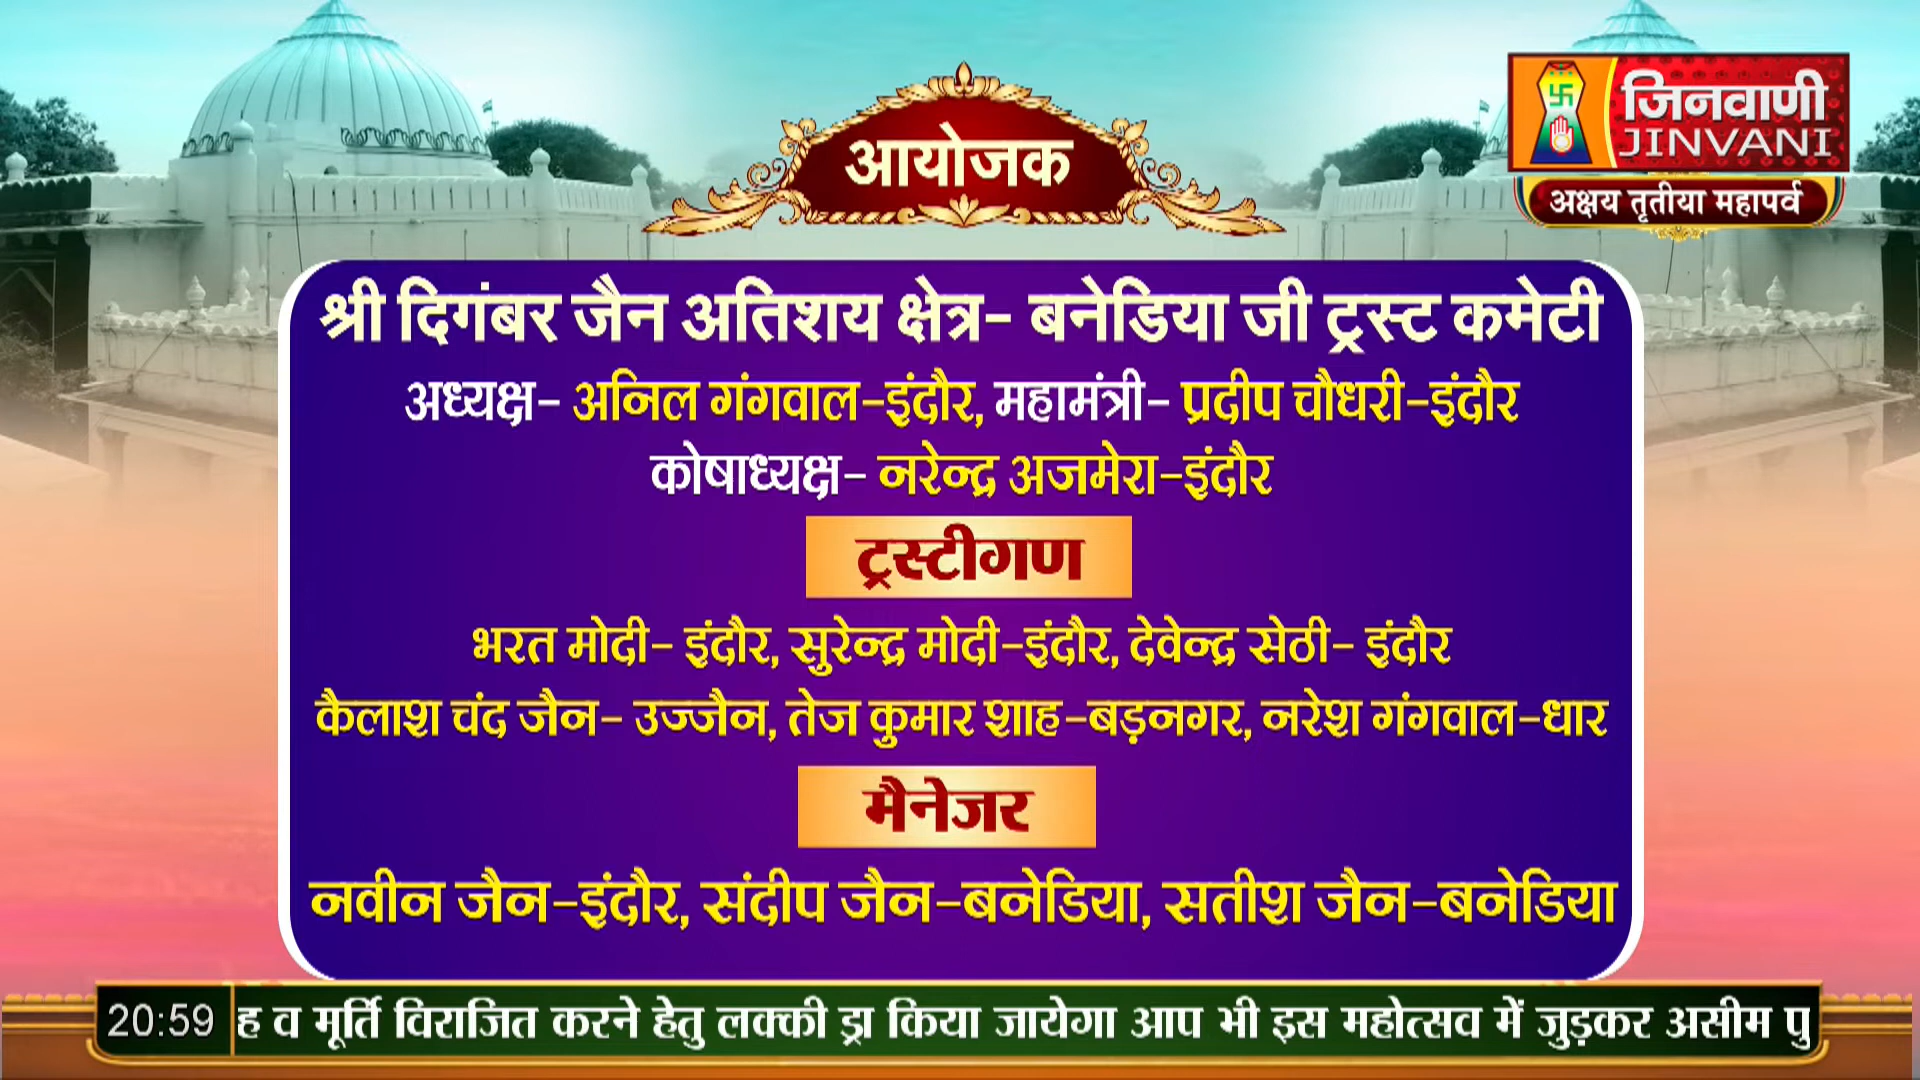 जिनवाणी
JINVANI
अक्षय तृतीया महापर्व
आयोजक
श्री दिगंबर जैन अतिशय क्षेत्र- बनेडिया जी ट्रस्ट कमेटी
अध्यक्ष- अनिल गंगवाल-इंदौर, महामंत्री- प्रदीप चौधरी-इंदौर
कोषाध्यक्ष- नरेन्द्र अजमेरा-इंदौर
ट्रस्टीगण
भरत मोदी- इंदौर, सुरेन्द्र मोदी-इंदौर, देवेन्द्र सेठी- इंदौर
कैलाश चंद जैन- उज्जैन, तेज कुमार शाह-बड़नगर, नरेश गंगवाल-धार
मैनेजर
नवीन जैन-इंदौर, संदीप जैन-बनेडिया, सतीश जैन-बनेडिया
20:59 ह व मूर्ति विराजित करने हेतु लक्की ड्रा किया जायेगा आप भी इस महोत्सव में जुड़कर असीम पु